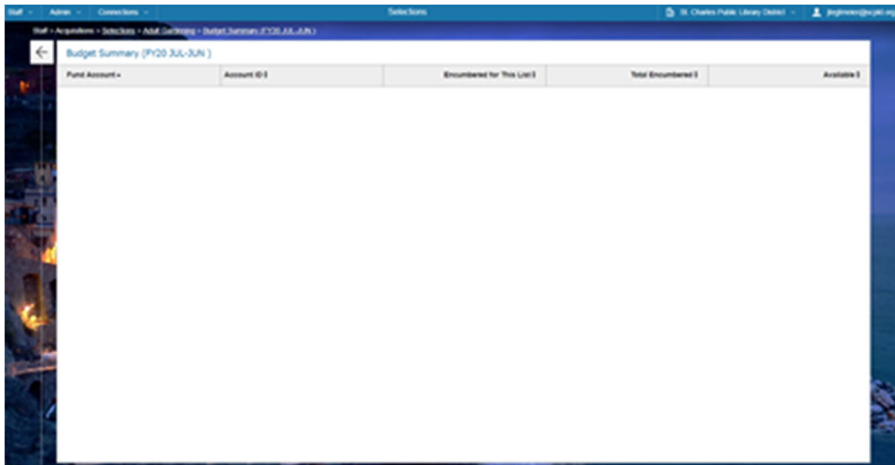 Staff Admin Connections Selections St. Charles Public Library District
Staff > Acquisitions > Selections > Adult Gardening > Budget Summary (FY20 JUL-JUN )
Budget Summary (FY20 JUL-JUN )
Fund Account Account ID Encumbered for This List Total Encumbered Available